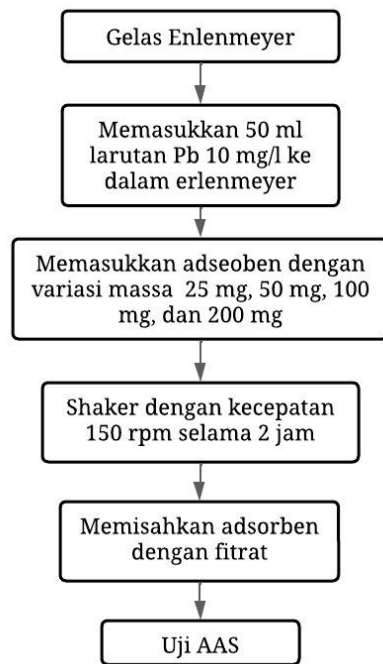 Gelas Enlenmeyer
Memasukkan 50 ml
larutan Pb 10 mg/l ke
dalam erlenmeyer
Memasukkan adseoben dengan
variasi massa 25 mg, 50 mg, 100
mg, dan 200 mg
Shaker dengan kecepatan
150 rpm selama 2 jam
Memisahkan adsorben
dengan fitrat
Uji AAS